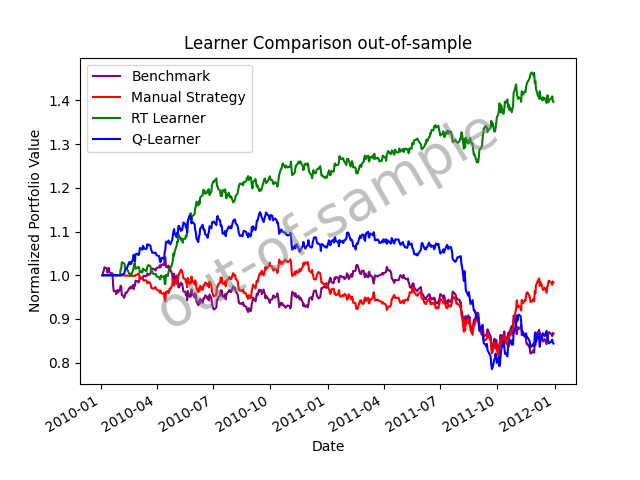 Learner Comparison out-of-sample
Benchmark
Manual Strategy
RT Learner
Q-Learner
Normalized Portfolio Value
1.4
1.3
1.2
1.1
1.0
0.9
0.8
out-of-sample
2010-01
2010-04
2010-07
2010-10
2011-01
2011-04
2011-07
2011-10
2012-01
Date